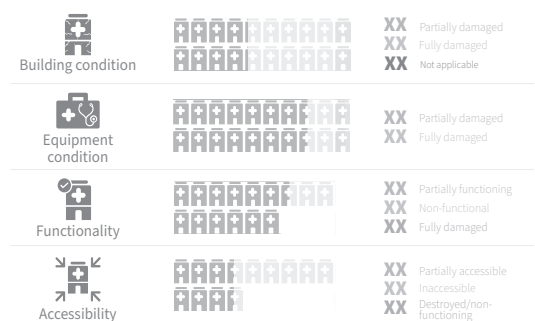 Building condition
XX Partially damaged
XX Fully damaged
XX Not applicable
Equipment
condition
XX Partially damaged
XX Fully damaged
Functionality
XX Partially functioning
XX Non-functional
XX Fully damaged
Accessibility
XX Partially accessible
XX Inaccessible
XX Destroyed/non-
functioning